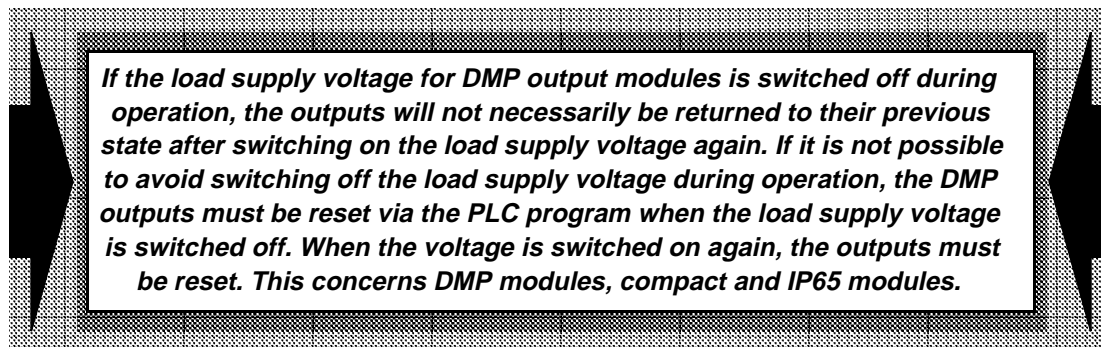 If the load supply voltage for DMP output modules is switched off during
operation, the outputs will not necessarily be returned to their previous
state after switching on the load supply voltage again. If it is not possible
to avoid switching off the load supply voltage during operation, the DMP
outputs must be reset via the PLC program when the load supply voltage
is switched off. When the voltage is switched on again, the outputs must
be reset. This concerns DMP modules, compact and IP65 modules.